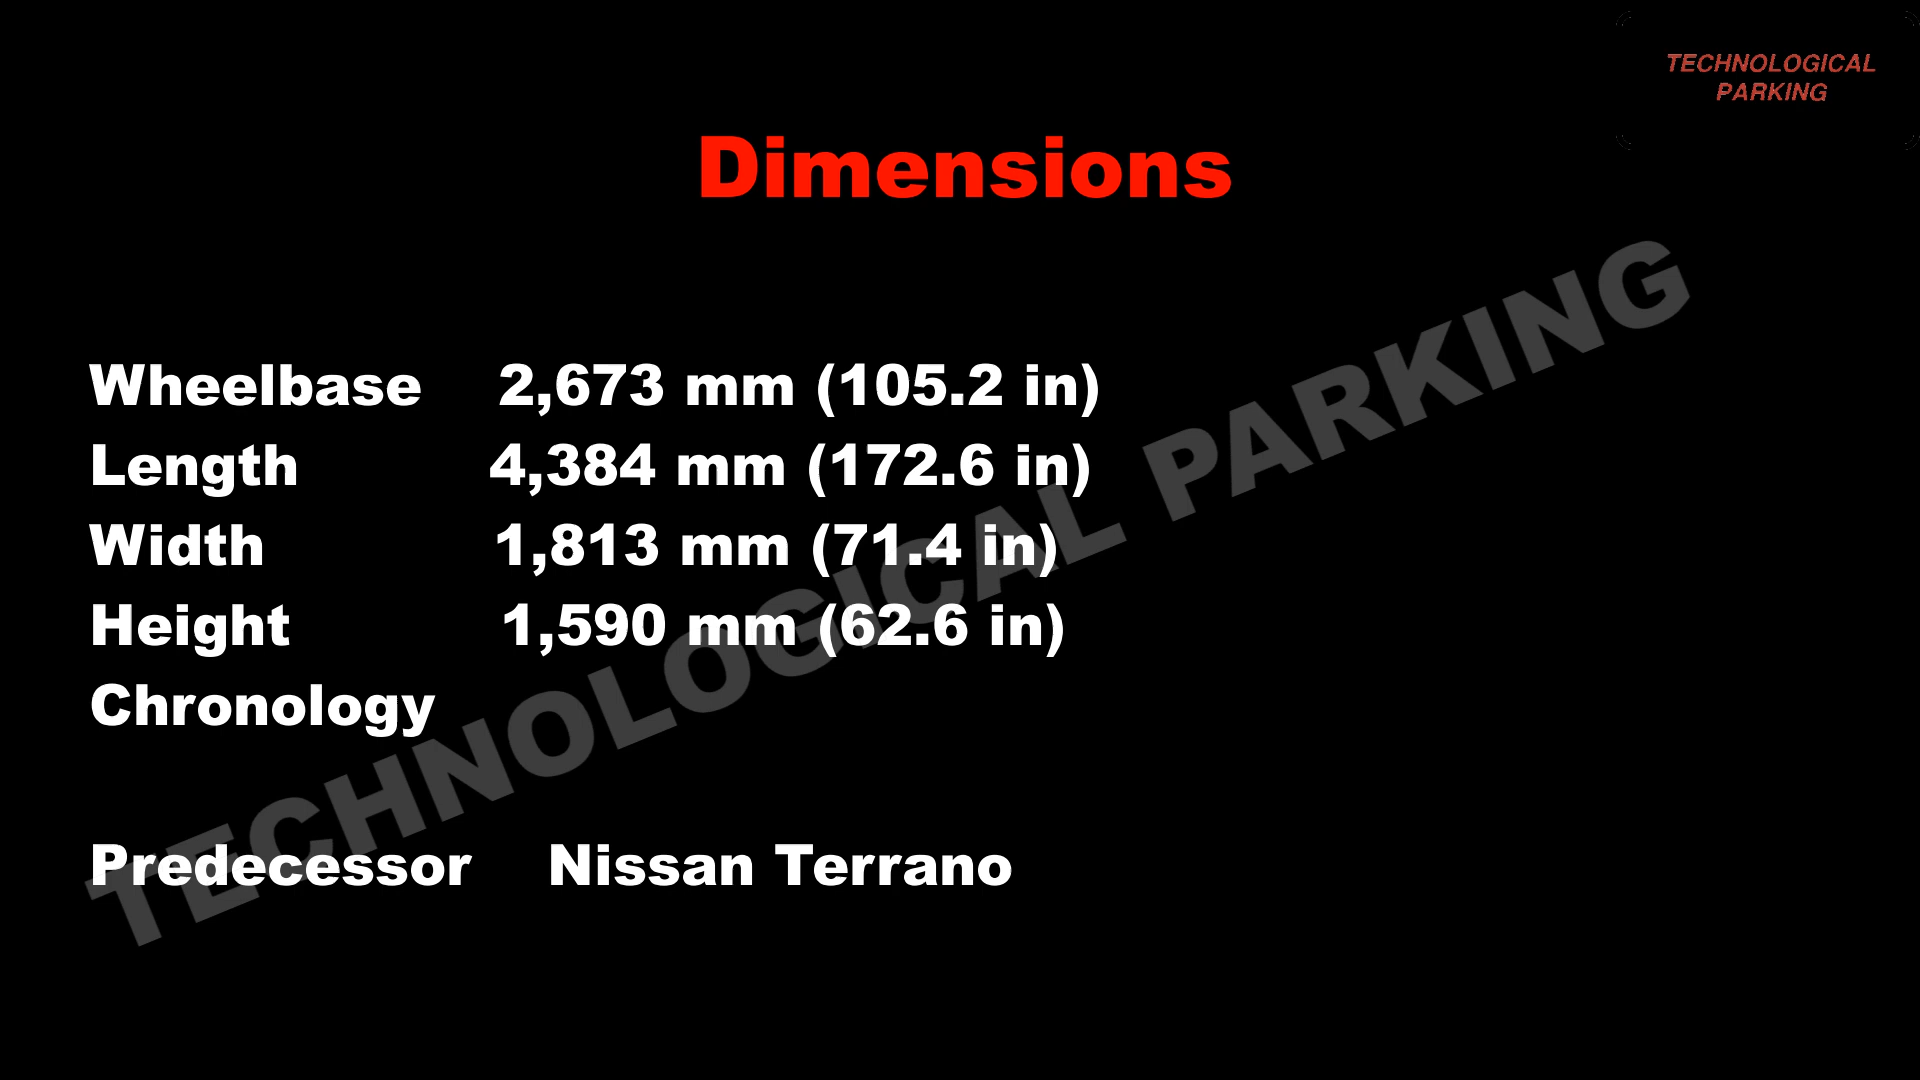 TECHNOLOGICAL
PARKING
Dimensions
Wheelbase 2,673 mm (105.2 in)
Length 4,384 mm (172.6 in)
Width 1,813 mm (71.4 in)
Height 1,590 mm (62.6 in)
Chronology
Predecessor Nissan Terrano
TECHNOLOGICAL PARKING